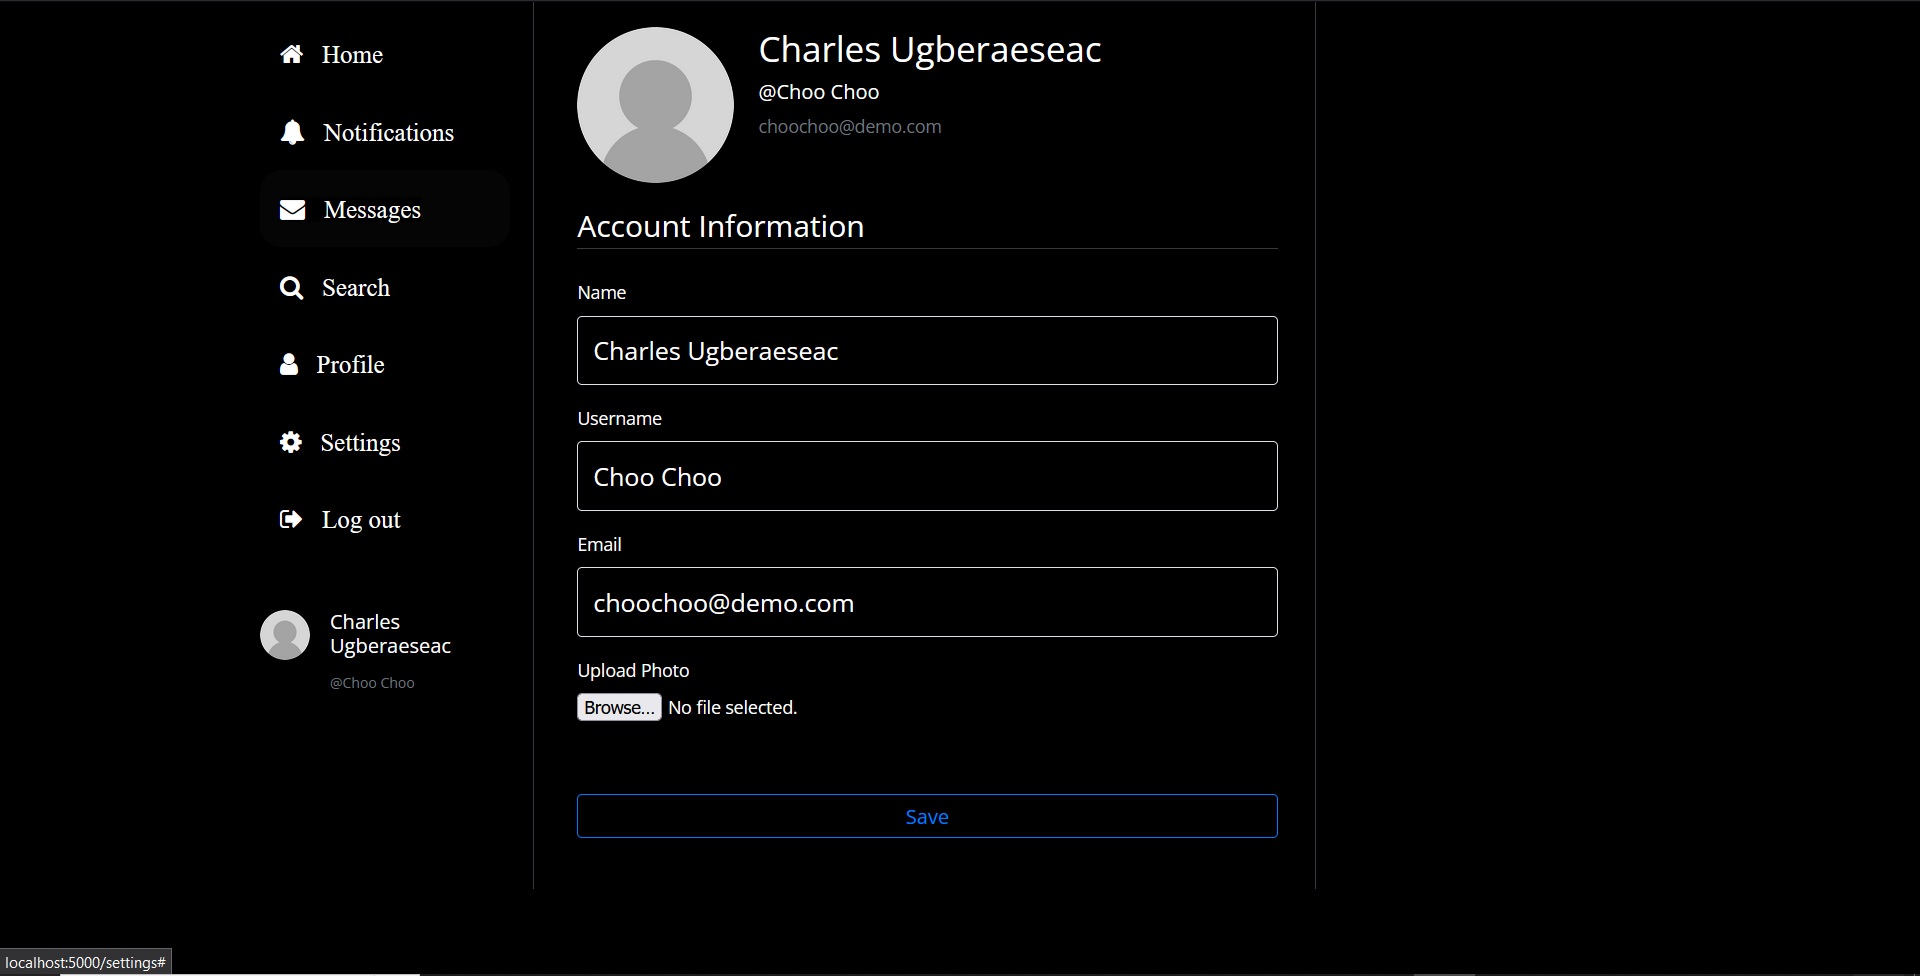 Home
Notifications
Messages
Search
Profile
Settings
Log out
Charles
Ugberaeseac
@Choo Choo
Charles Ugberaeseac
@Choo Choo
choochoo@demo.com
Account Information
Name
Charles Ugberaeseac
Username
Choo Choo
Email
choochoo@demo.com
Upload Photo
Browse... No file selected.
Save
localhost:5000/settings#